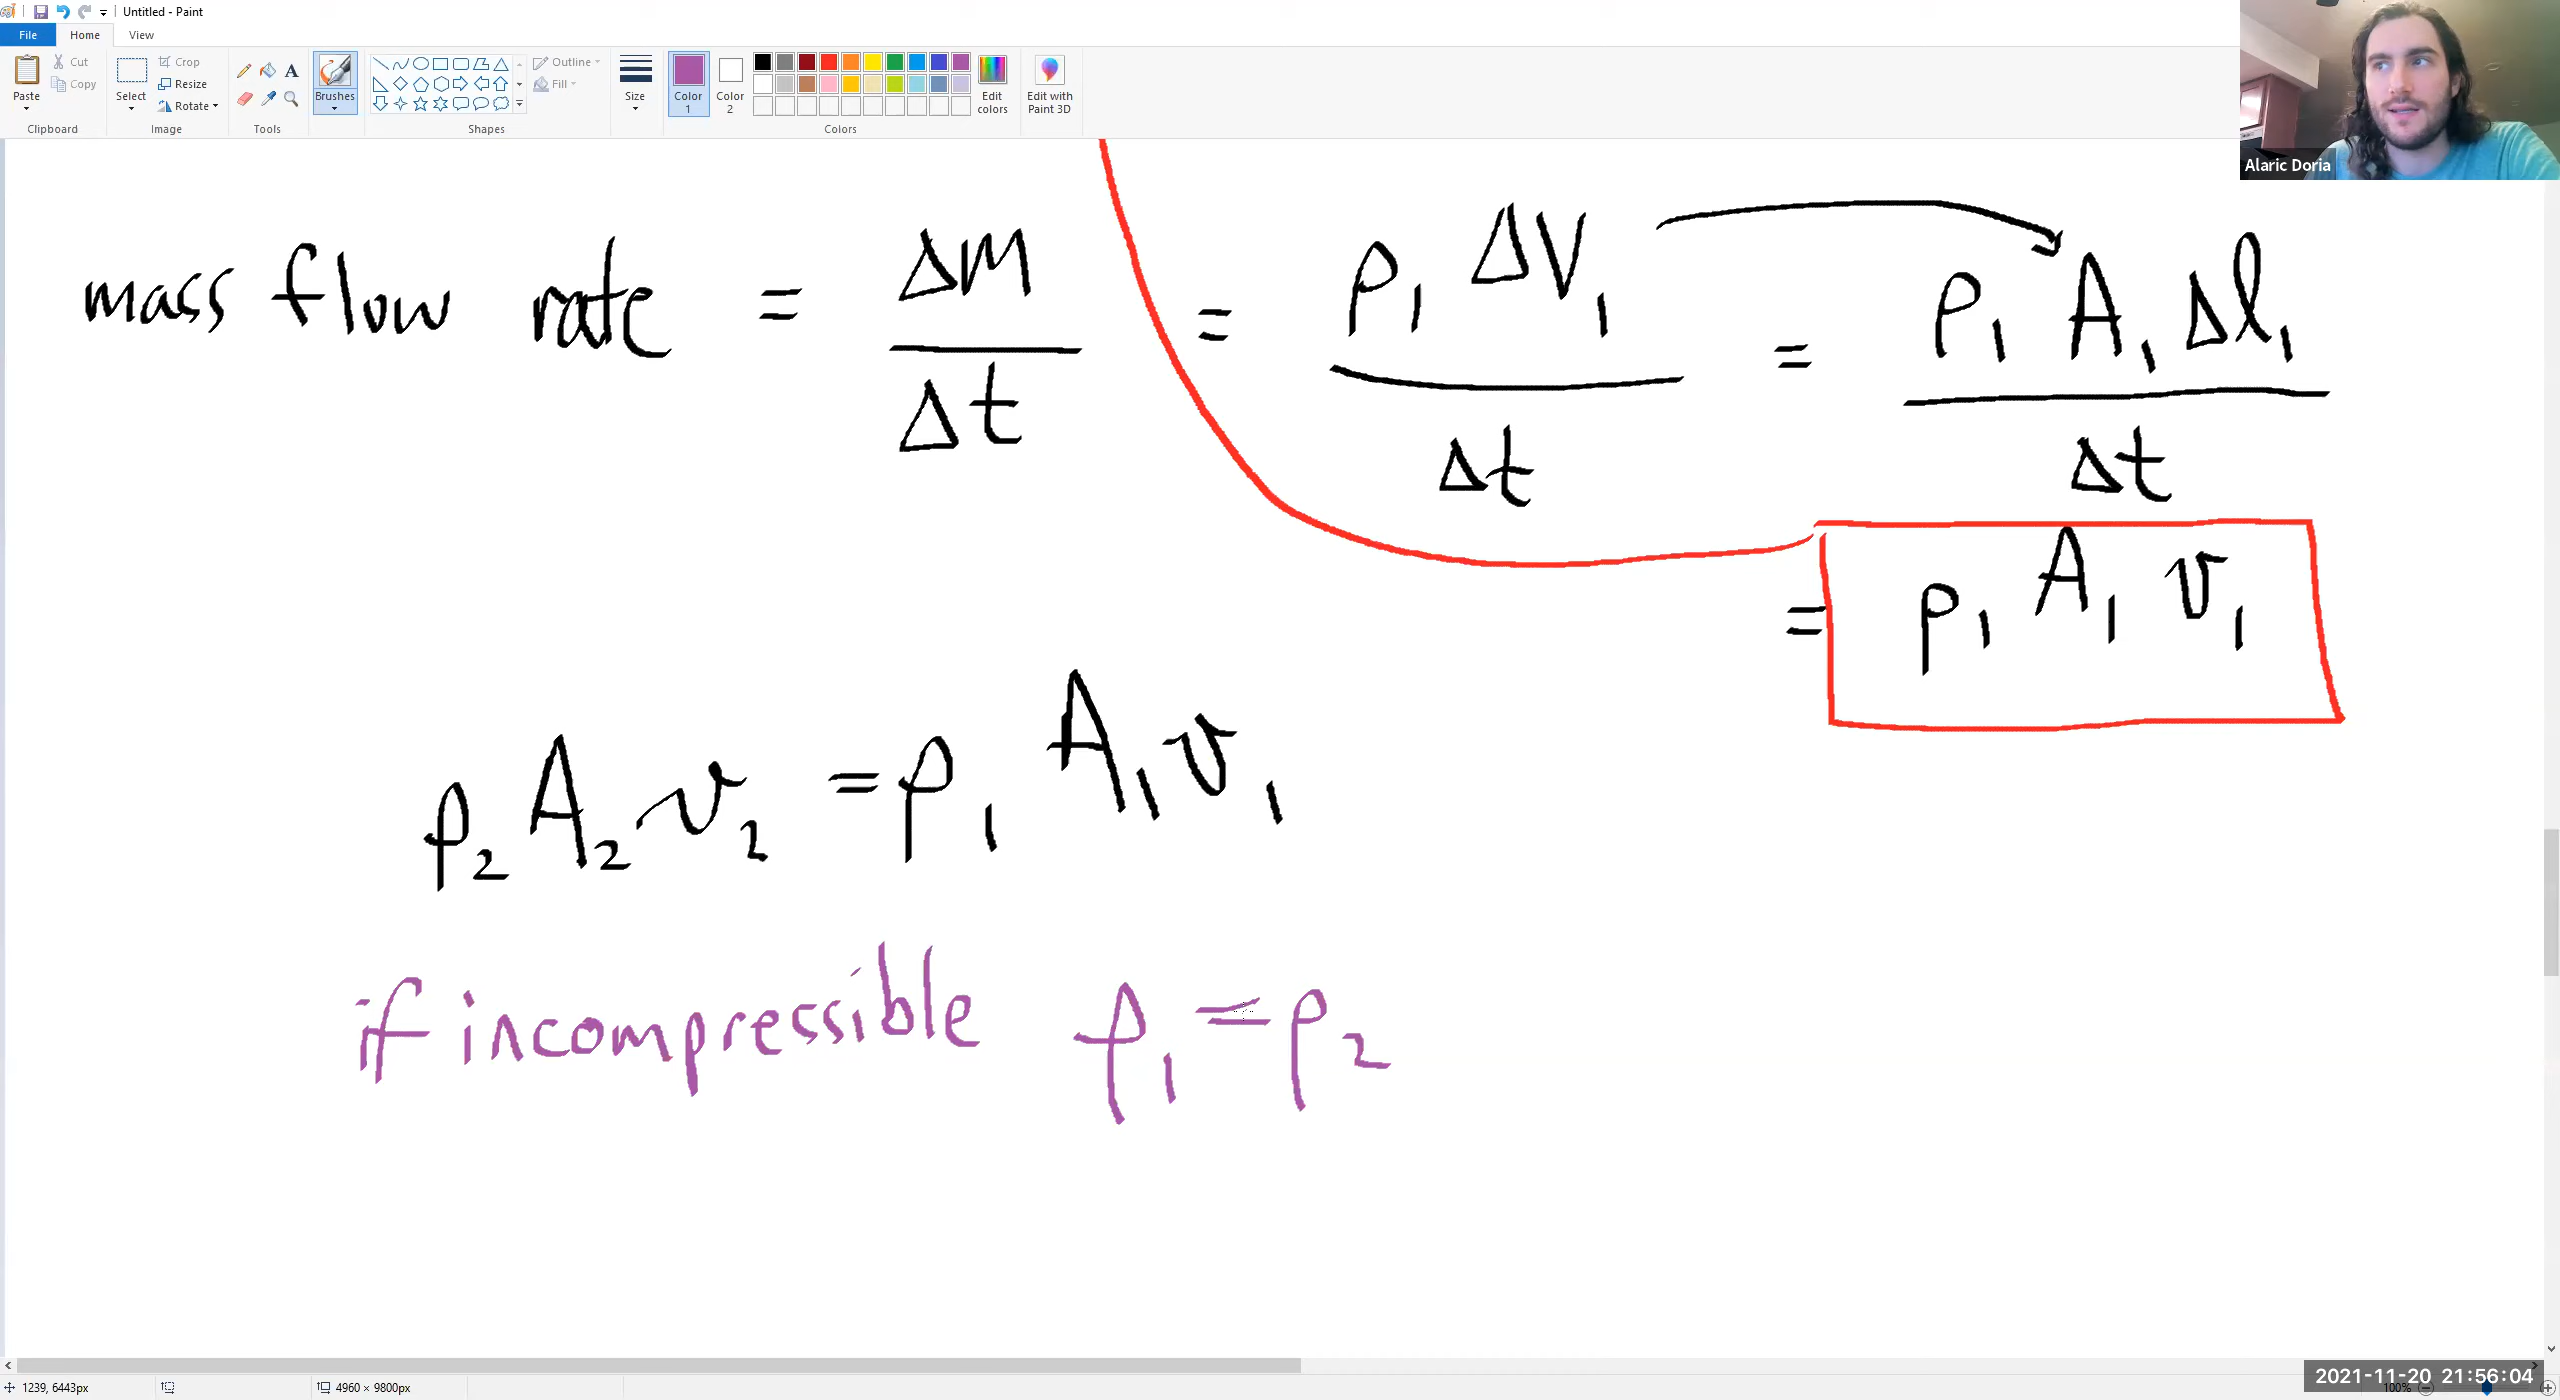 Untitled - Paint
File Home View
Paste Cut Copy Clipboard
Select Crop Resize Rotate Image
Tools
Brushes
Outline Fill Shapes
Size
Color 1 Color 2 Edit colors Colors
Edit with Paint 3D
Alaric Doria
mass flow rate = ΔM / Δt = ρ₁ ΔV₁ / Δt = ρ₁ A₁ Δl₁ / Δt
= ρ₁ A₁ v₁
ρ₂ A₂ v₂ = ρ₁ A₁ v₁
if incompressible ρ₁ = ρ₂
2021-11-20 21:56:04
1239, 6443px 4960 × 9800px 100%